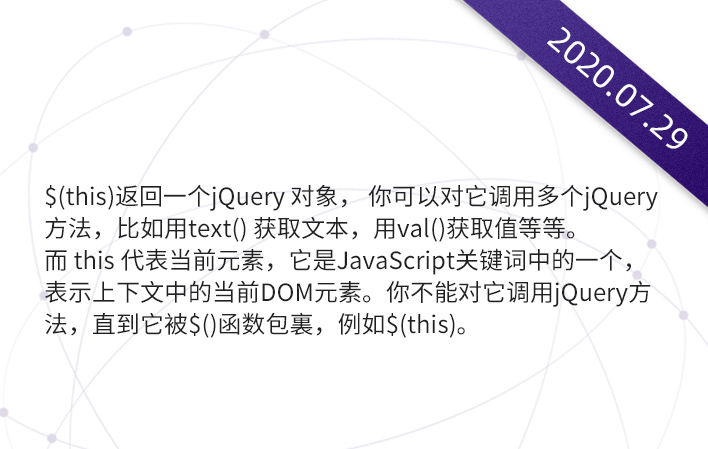 2020.07.29
$(this)返回一个jQuery 对象， 你可以对它调用多个jQuery
方法，比如用text() 获取文本，用val()获取值等等。
而 this 代表当前元素，它是JavaScript关键词中的一个，
表示上下文中的当前DOM元素。你不能对它调用jQuery方
法，直到它被$()函数包裹，例如$(this)。